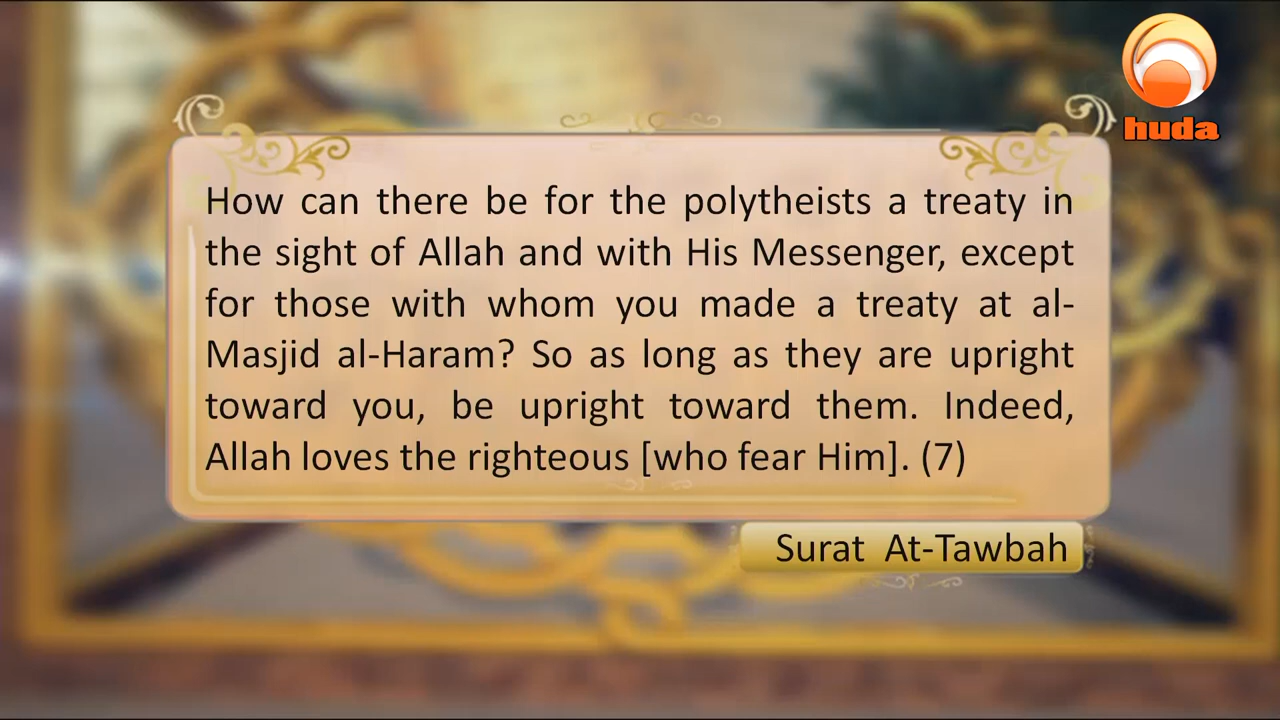 huda
How can there be for the polytheists a treaty in
the sight of Allah and with His Messenger, except
for those with whom you made a treaty at al-
Masjid al-Haram? So as long as they are upright
toward you, be upright toward them. Indeed,
Allah loves the righteous [who fear Him]. (7)
Surat At-Tawbah